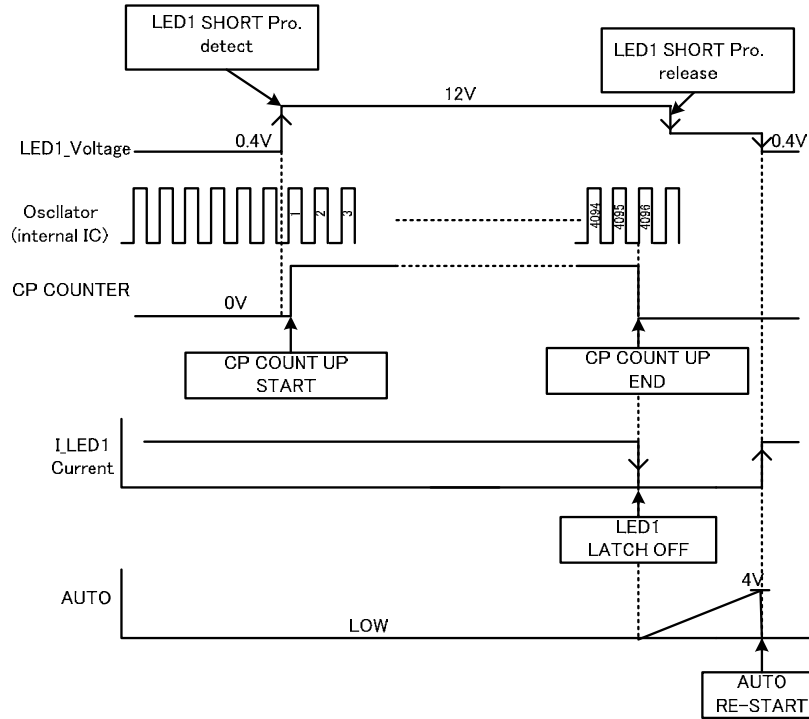 LED1 SHORT Pro.
detect
LED1 SHORT Pro.
release
12V
LED1_Voltage
0.4V
0.4V
Oscllator
(internal IC)
1
2
3
4094
4095
4096
CP COUNTER
0V
CP COUNT UP
START
CP COUNT UP
END
I_LED1
Current
LED1
LATCH OFF
AUTO
4V
LOW
AUTO
RE-START